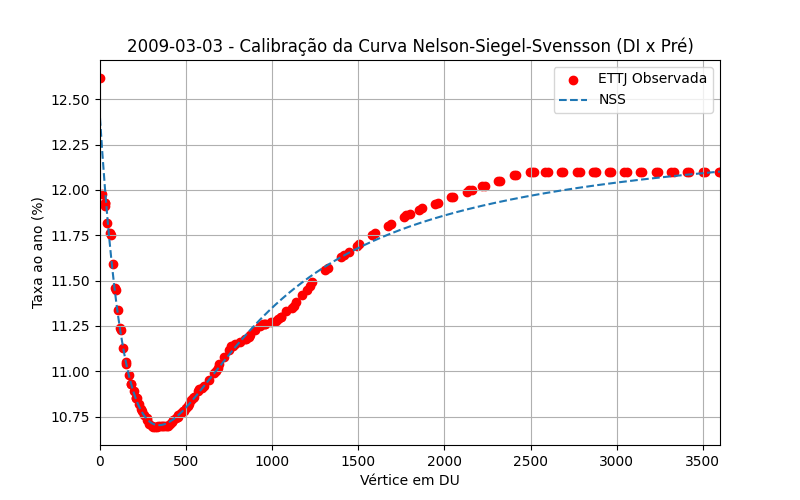 2009-03-03 - Calibração da Curva Nelson-Siegel-Svensson (DI x Pré)
ETTJ Observada
NSS
Taxa ao ano (%)
12.50
12.25
12.00
11.75
11.50
11.25
11.00
10.75
0 500 1000 1500 2000 2500 3000 3500
Vértice em DU